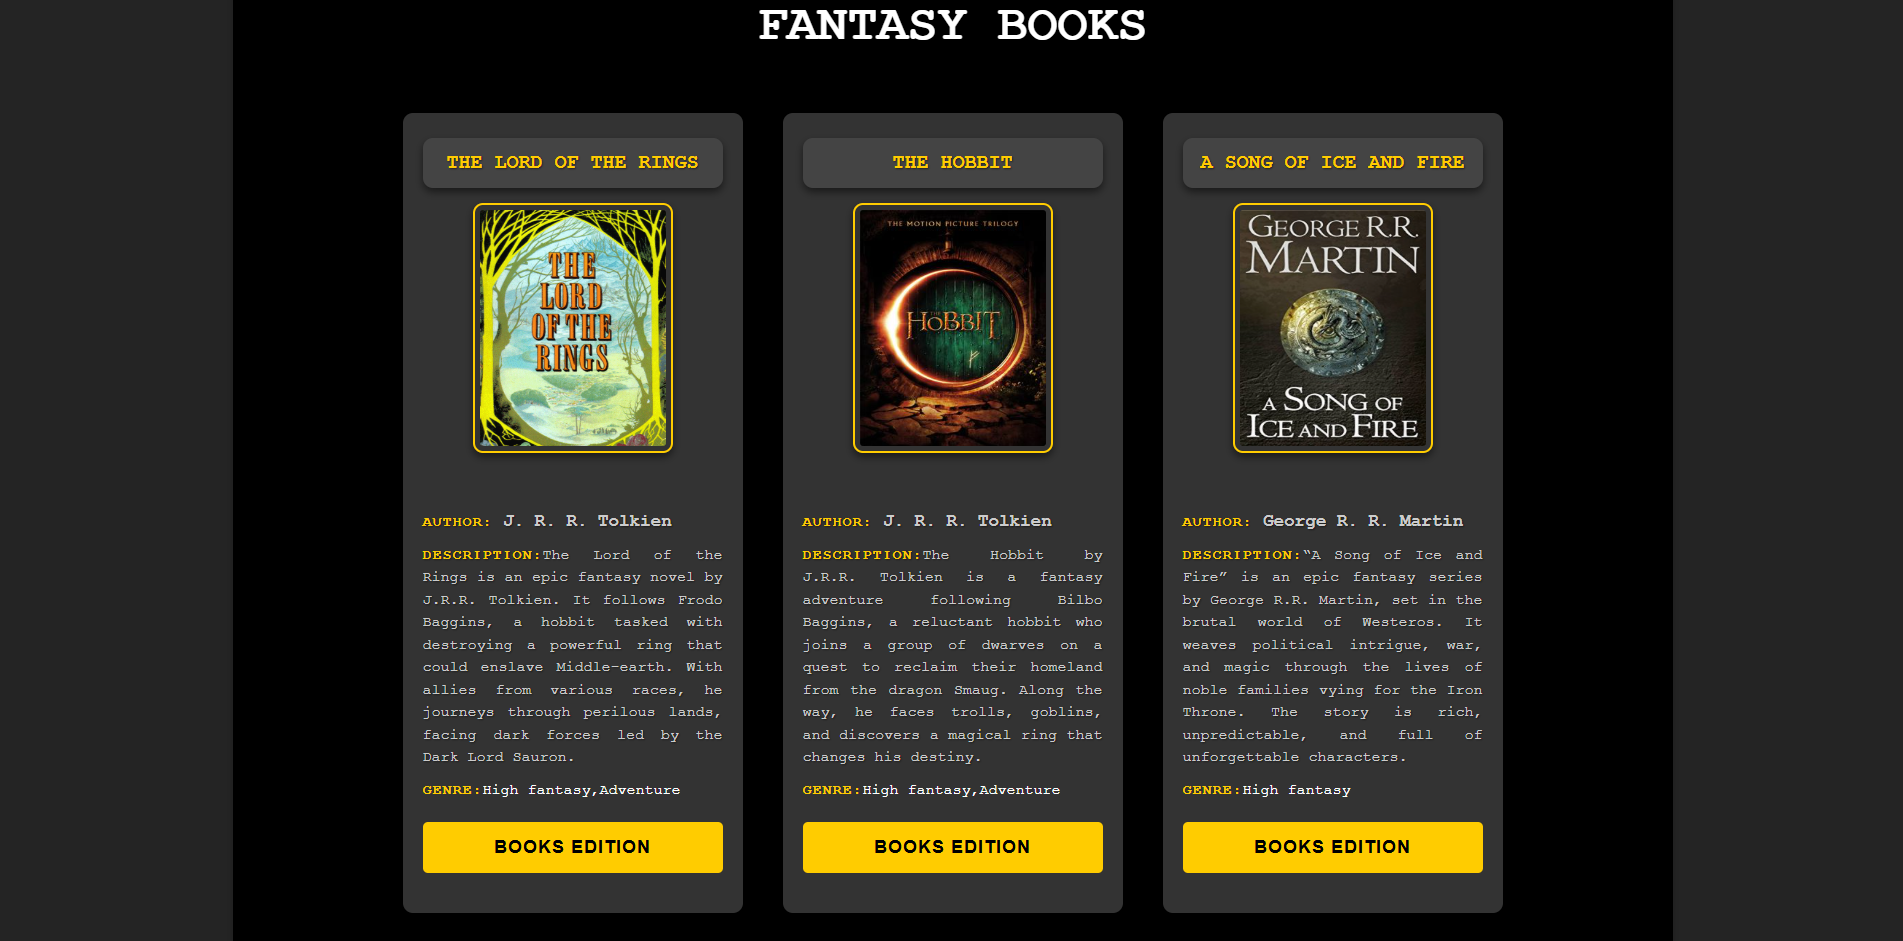 FANTASY BOOKS
THE LORD OF THE RINGS
THE
LORD
OF THE
RINGS
AUTHOR: J. R. R. Tolkien
DESCRIPTION:The Lord of the
Rings is an epic fantasy novel by
J.R.R. Tolkien. It follows Frodo
Baggins, a hobbit tasked with
destroying a powerful ring that
could enslave Middle-earth. With
allies from various races, he
journeys through perilous lands,
facing dark forces led by the
Dark Lord Sauron.
GENRE:High fantasy,Adventure
BOOKS EDITION
THE HOBBIT
THE MOTION PICTURE TRILOGY
THE
HOBBIT
AUTHOR: J. R. R. Tolkien
DESCRIPTION:The Hobbit by
J.R.R. Tolkien is a fantasy
adventure following Bilbo
Baggins, a reluctant hobbit who
joins a group of dwarves on a
quest to reclaim their homeland
from the dragon Smaug. Along the
way, he faces trolls, goblins,
and discovers a magical ring that
changes his destiny.
GENRE:High fantasy,Adventure
BOOKS EDITION
A SONG OF ICE AND FIRE
GEORGE R.R.
MARTIN
A SONG OF
ICE AND FIRE
AUTHOR: George R. R. Martin
DESCRIPTION:“A Song of Ice and
Fire” is an epic fantasy series
by George R.R. Martin, set in the
brutal world of Westeros. It
weaves political intrigue, war,
and magic through the lives of
noble families vying for the Iron
Throne. The story is rich,
unpredictable, and full of
unforgettable characters.
GENRE:High fantasy
BOOKS EDITION